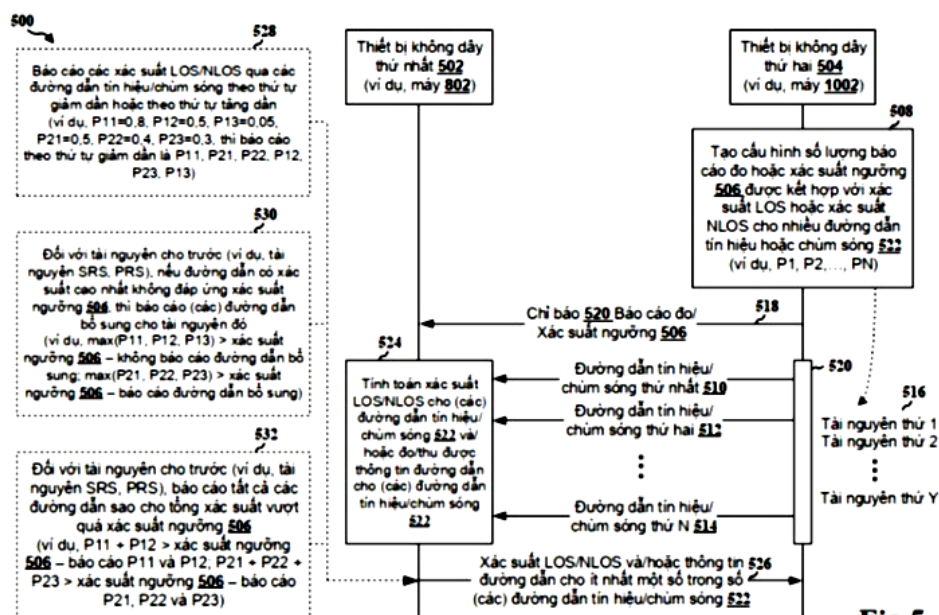 500
528
Báo cáo các xác suất LOS/NLOS qua các
đường dẫn tín hiệu/chùm sóng theo thứ tự
giảm dần hoặc theo thứ tự tăng dần
(ví dụ, P11=0,8, P12=0,5, P13=0,05,
P21=0,5, P22=0,4, P23=0,3, thì báo cáo
theo thứ tự giảm dần là P11, P21, P22, P12,
P23, P13)
530
Đối với tài nguyên cho trước (ví dụ, tài
nguyên SRS, PRS), nếu đường dẫn có xác
suất cao nhất không đáp ứng xác suất
ngưỡng 506, thì báo cáo (các) đường dẫn
bổ sung cho tài nguyên đó
(ví dụ, max(P11, P12, P13) > xác suất
ngưỡng 506 – không báo cáo đường dẫn bổ
sung; max(P21, P22, P23) > xác suất
ngưỡng 506 – báo cáo đường dẫn bổ sung)
532
Đối với tài nguyên cho trước (ví dụ, tài
nguyên SRS, PRS), báo cáo tất cả các
đường dẫn sao cho tổng xác suất vượt
quá xác suất ngưỡng 506
(ví dụ, P11 + P12 > xác suất ngưỡng
506 – báo cáo P11 và P12; P21 + P22 +
P23 > xác suất ngưỡng 506 – báo cáo
P21, P22 và P23)
Thiết bị không dây
thứ nhất 502
(ví dụ, máy 802)
Thiết bị không dây
thứ hai 504
(ví dụ, máy 1002)
508
Tạo cấu hình số lượng báo
cáo đo hoặc xác suất ngưỡng
506 được kết hợp với xác
suất LOS hoặc xác suất
NLOS cho nhiều đường dẫn
tín hiệu hoặc chùm sóng 522
(ví dụ, P1, P2,..., PN)
Chỉ báo 520 Báo cáo đo/
Xác suất ngưỡng 506
518
524
Tính toán xác suất
LOS/NLOS cho (các)
đường dẫn tín hiệu/
chùm sóng 522 và/
hoặc đo/thu được
thông tin đường dẫn
cho (các) đường dẫn
tín hiệu/chùm sóng
522
Đường dẫn tín hiệu/
chùm sóng thứ nhất 510
Đường dẫn tín hiệu/
chùm sóng thứ hai 512
Đường dẫn tín hiệu/
chùm sóng thứ N 514
520
516
Tài nguyên thứ 1
Tài nguyên thứ 2
Tài nguyên thứ Y
Xác suất LOS/NLOS và/hoặc thông tin 526
đường dẫn cho ít nhất một số trong số
(các) đường dẫn tín hiệu/chùm sóng 522